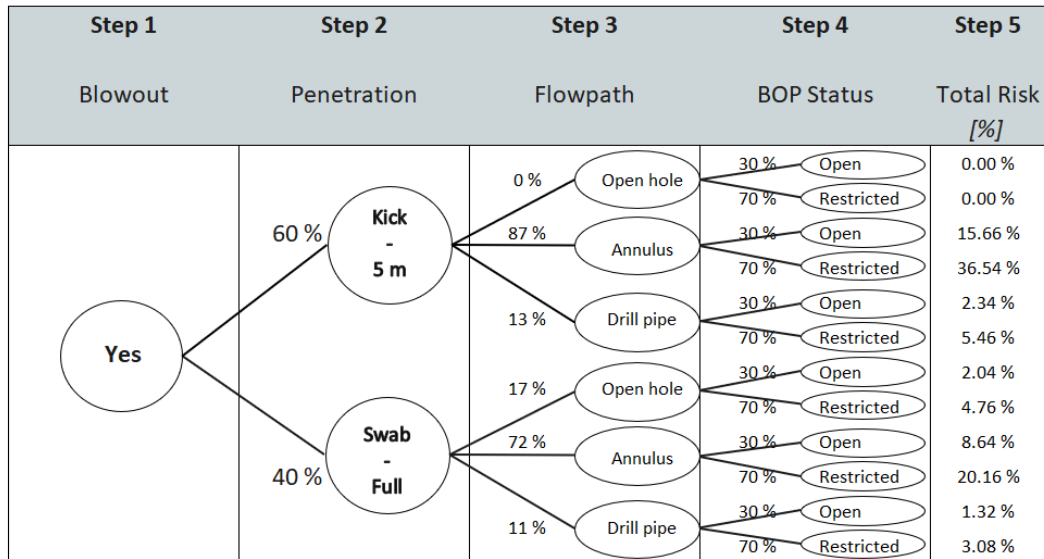 Step 1 Step 2 Step 3 Step 4 Step 5
Blowout Penetration Flowpath BOP Status Total Risk
[%]
30 % Open 0.00 %
0 % Open hole
70 % Restricted 0.00 %
Kick
-
5 m
60 %
87 % Annulus
30 % Open 15.66 %
70 % Restricted 36.54 %
13 % Drill pipe
30 % Open 2.34 %
70 % Restricted 5.46 %
Yes
17 % Open hole
30 % Open 2.04 %
70 % Restricted 4.76 %
Swab
-
Full
40 %
72 % Annulus
30 % Open 8.64 %
70 % Restricted 20.16 %
11 % Drill pipe
30 % Open 1.32 %
70 % Restricted 3.08 %